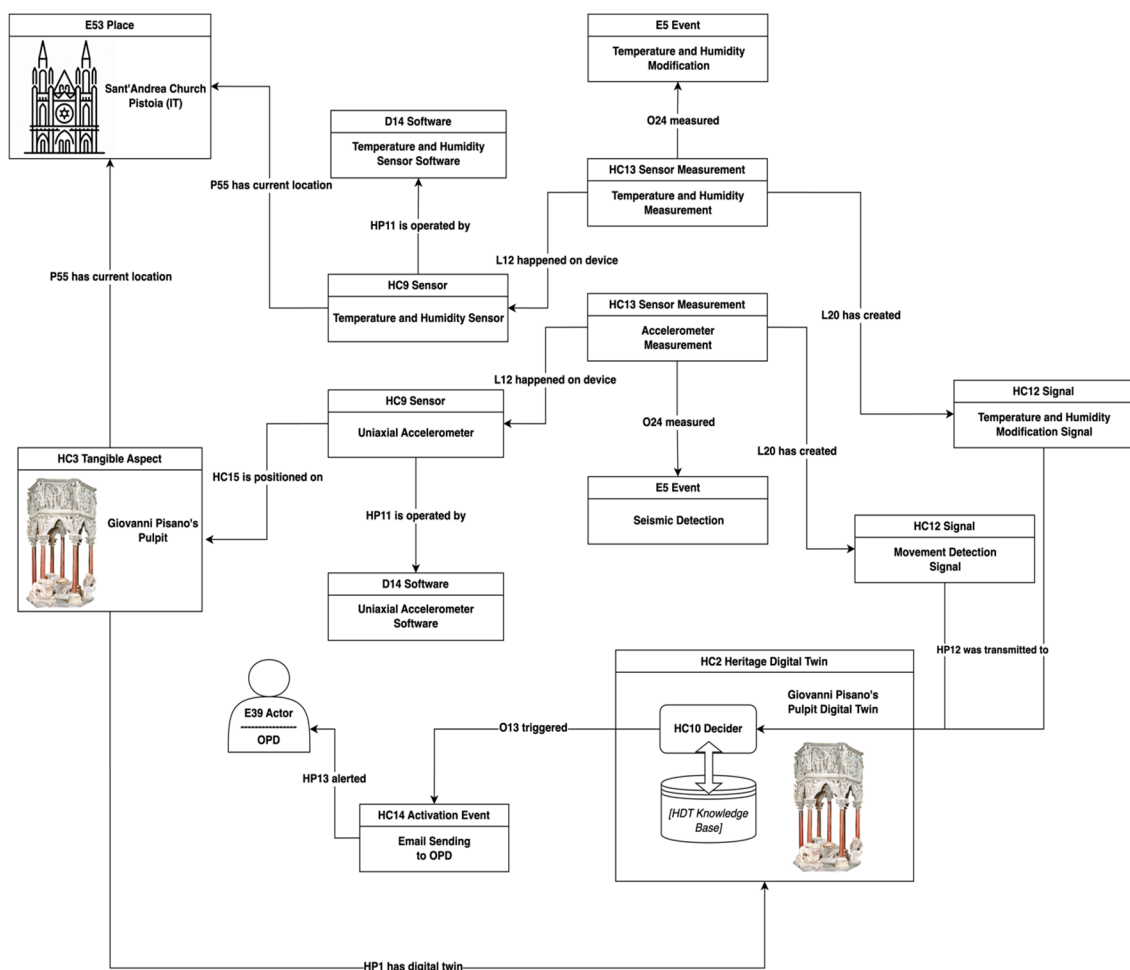 E53 Place
Sant'Andrea Church
Pistoia (IT)
E5 Event
Temperature and Humidity
Modification
O24 measured
D14 Software
Temperature and Humidity
Sensor Software
HC13 Sensor Measurement
Temperature and Humidity
Measurement
P55 has current location
HP11 is operated by
L12 happened on device
P55 has current location
HC9 Sensor
Temperature and Humidity Sensor
HC13 Sensor Measurement
Accelerometer
Measurement
L20 has created
L12 happened on device
HC9 Sensor
Uniaxial Accelerometer
HC12 Signal
Temperature and Humidity
Modification Signal
O24 measured
L20 has created
HC3 Tangible Aspect
Giovanni Pisano's
Pulpit
HC15 is positioned on
E5 Event
Seismic Detection
HP11 is operated by
HC12 Signal
Movement Detection
Signal
D14 Software
Uniaxial Accelerometer
Software
HP12 was transmitted to
HC2 Heritage Digital Twin
Giovanni Pisano's
Pulpit Digital Twin
E39 Actor
----------------
OPD
O13 triggered
HC10 Decider
HP13 alerted
HC14 Activation Event
Email Sending
to OPD
[HDT Knowledge
Base]
HP1 has digital twin